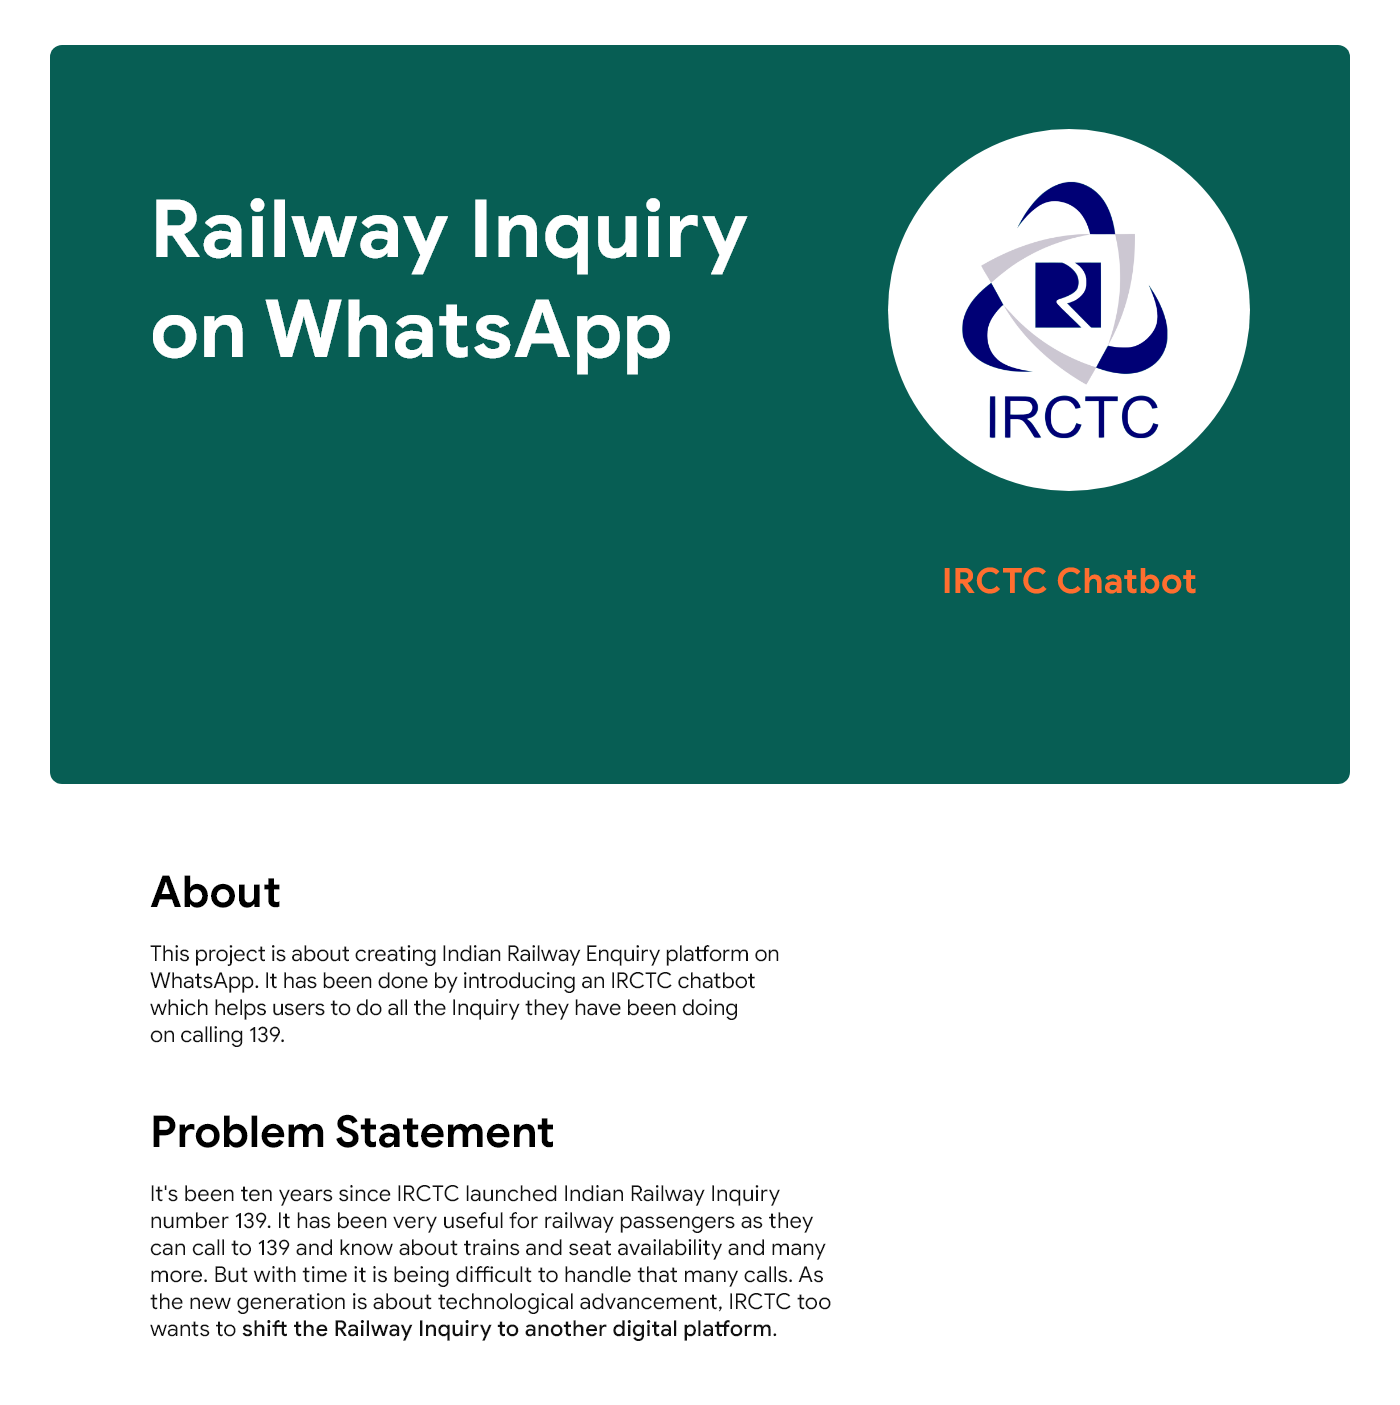 Railway Inquiry
on WhatsApp
IRCTC
IRCTC Chatbot
About
This project is about creating Indian Railway Enquiry platform on
WhatsApp. It has been done by introducing an IRCTC chatbot
which helps users to do all the Inquiry they have been doing
on calling 139.
Problem Statement
It's been ten years since IRCTC launched Indian Railway Inquiry
number 139. It has been very useful for railway passengers as they
can call to 139 and know about trains and seat availability and many
more. But with time it is being difficult to handle that many calls. As
the new generation is about technological advancement, IRCTC too
wants to shift the Railway Inquiry to another digital platform.